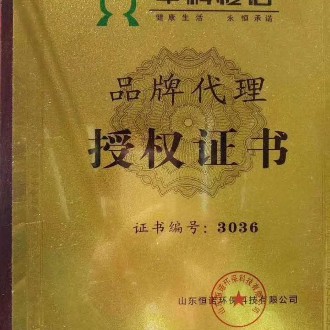 健康生活 永恒承诺
品牌代理
授权证书
证书编号：3036
山东恒诺环保科技有限公司